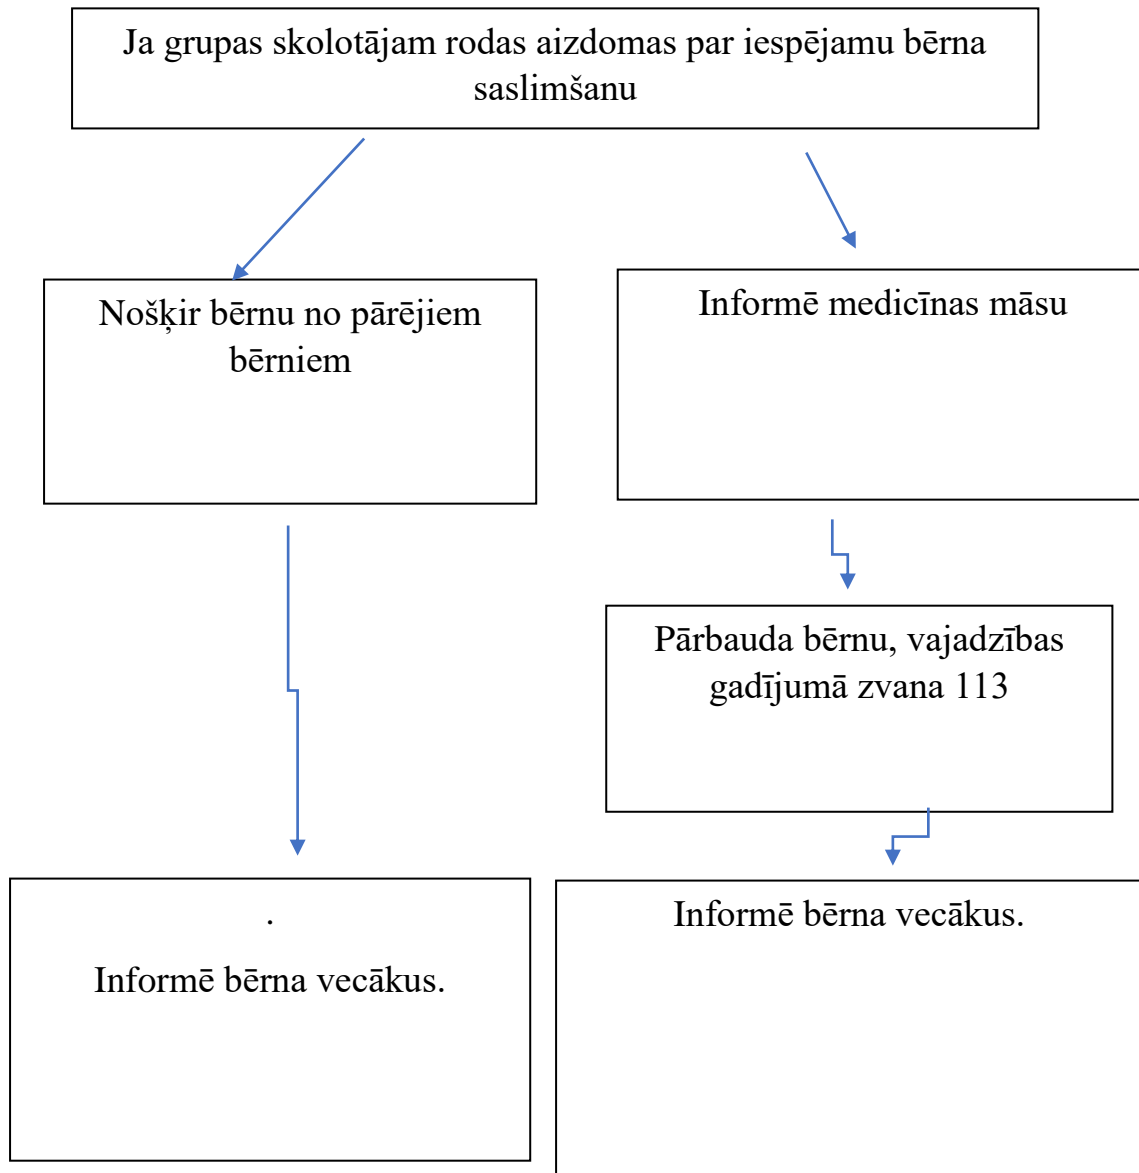 Ja grupas skolotājam rodas aizdomas par iespējamu bērna
saslimšanu
Nošķir bērnu no pārējiem
bērniem
Informē medicīnas māsu
Pārbauda bērnu, vajadzības
gadījumā zvana 113
.
Informē bērna vecākus.
Informē bērna vecākus.